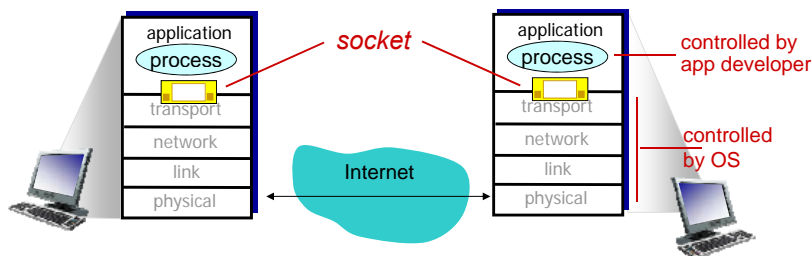 application
process
transport
network
link
physical
socket
Internet
application
process
transport
network
link
physical
controlled by
app developer
controlled
by OS